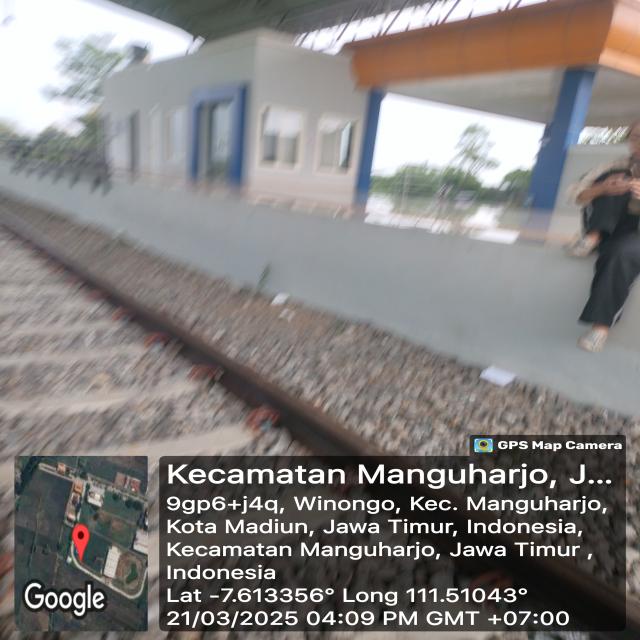 GPS Map Camera
Kecamatan Manguharjo, J...
9gp6+j4q, Winongo, Kec. Manguharjo,
Kota Madiun, Jawa Timur, Indonesia,
Kecamatan Manguharjo, Jawa Timur ,
Indonesia
Lat -7.613356° Long 111.51043°
21/03/2025 04:09 PM GMT +07:00
Google